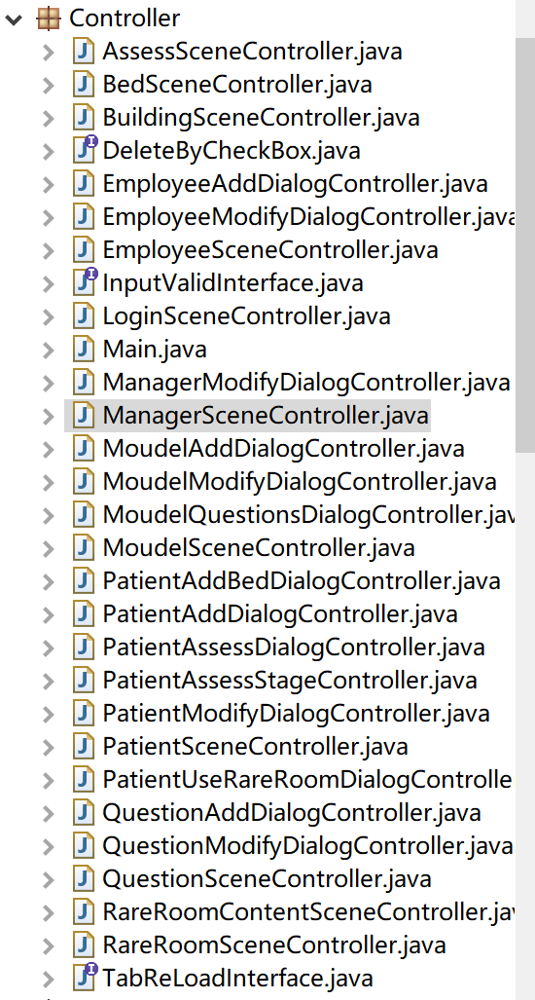 Controller
AssessSceneController.java
BedSceneController.java
BuildingSceneController.java
DeleteByCheckBox.java
EmployeeAddDialogController.java
EmployeeModifyDialogController.java
EmployeeSceneController.java
InputValidInterface.java
LoginSceneController.java
Main.java
ManagerModifyDialogController.java
ManagerSceneController.java
MoudelAddDialogController.java
MoudelModifyDialogController.java
MoudelQuestionsDialogController.jav
MoudelSceneController.java
PatientAddBedDialogController.java
PatientAddDialogController.java
PatientAssessDialogController.java
PatientAssessStageController.java
PatientModifyDialogController.java
PatientSceneController.java
PatientUseRareRoomDialogControlle
QuestionAddDialogController.java
QuestionModifyDialogController.java
QuestionSceneController.java
RareRoomContentSceneController.jav
RareRoomSceneController.java
TabReLoadInterface.java